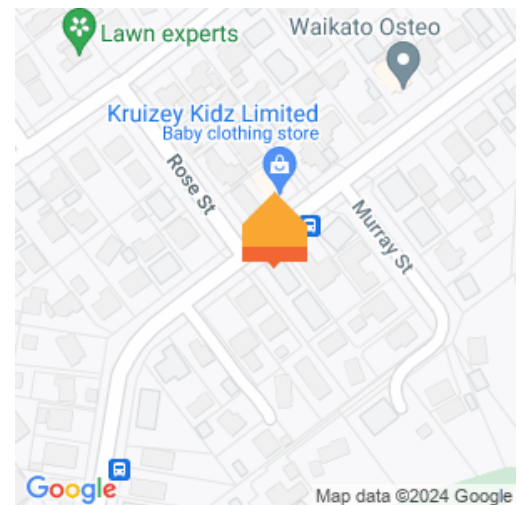 Lawn experts
Waikato Osteo
Kruizey Kidz Limited
Baby clothing store
Rose St
Murray St
Google
Map data ©2024 Google